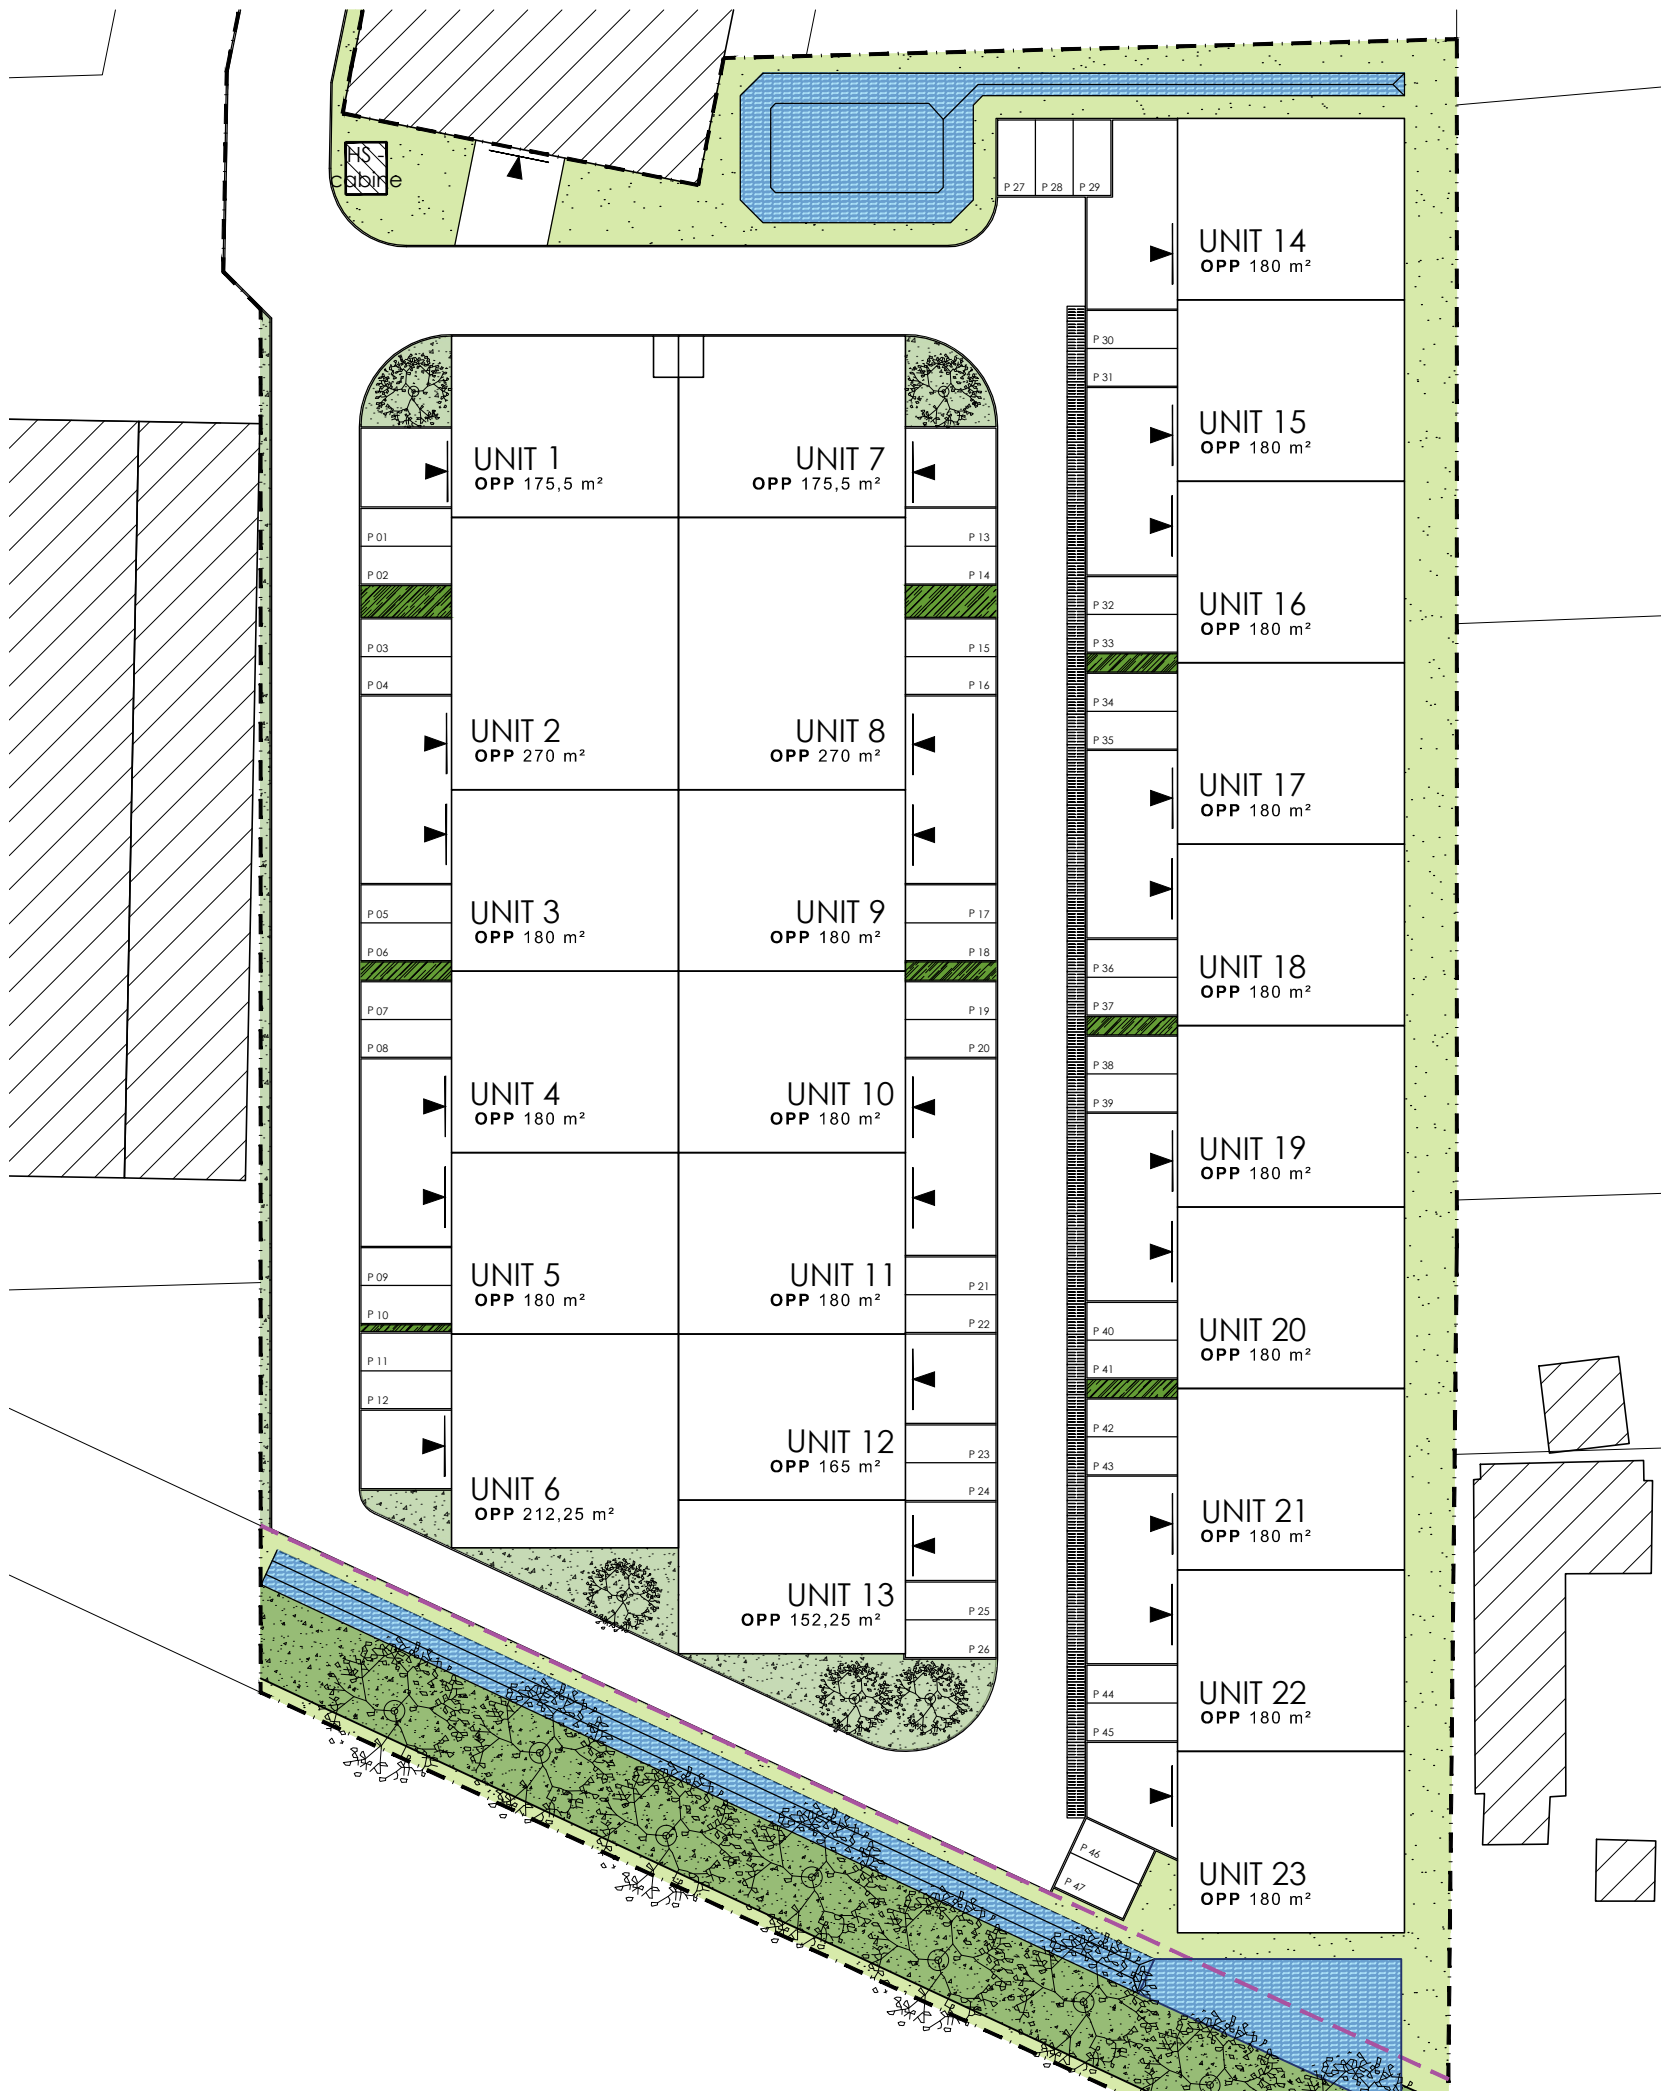 HS -
cabine
P 27
P 28
P 29
UNIT 14
OPP 180 m²
P 30
P 31
UNIT 15
OPP 180 m²
P 32
P 33
UNIT 16
OPP 180 m²
P 34
P 35
UNIT 17
OPP 180 m²
P 36
P 37
UNIT 18
OPP 180 m²
P 38
P 39
UNIT 19
OPP 180 m²
P 40
P 41
UNIT 20
OPP 180 m²
P 42
P 43
UNIT 21
OPP 180 m²
P 44
P 45
UNIT 22
OPP 180 m²
P 46
P 47
UNIT 23
OPP 180 m²
UNIT 1
OPP 175,5 m²
P 01
P 02
P 03
P 04
UNIT 2
OPP 270 m²
P 05
P 06
UNIT 3
OPP 180 m²
P 07
P 08
UNIT 4
OPP 180 m²
P 09
P 10
UNIT 5
OPP 180 m²
P 11
P 12
UNIT 6
OPP 212,25 m²
UNIT 7
OPP 175,5 m²
P 13
P 14
P 15
P 16
UNIT 8
OPP 270 m²
P 17
P 18
UNIT 9
OPP 180 m²
P 19
P 20
UNIT 10
OPP 180 m²
P 21
P 22
UNIT 11
OPP 180 m²
P 23
P 24
UNIT 12
OPP 165 m²
P 25
P 26
UNIT 13
OPP 152,25 m²